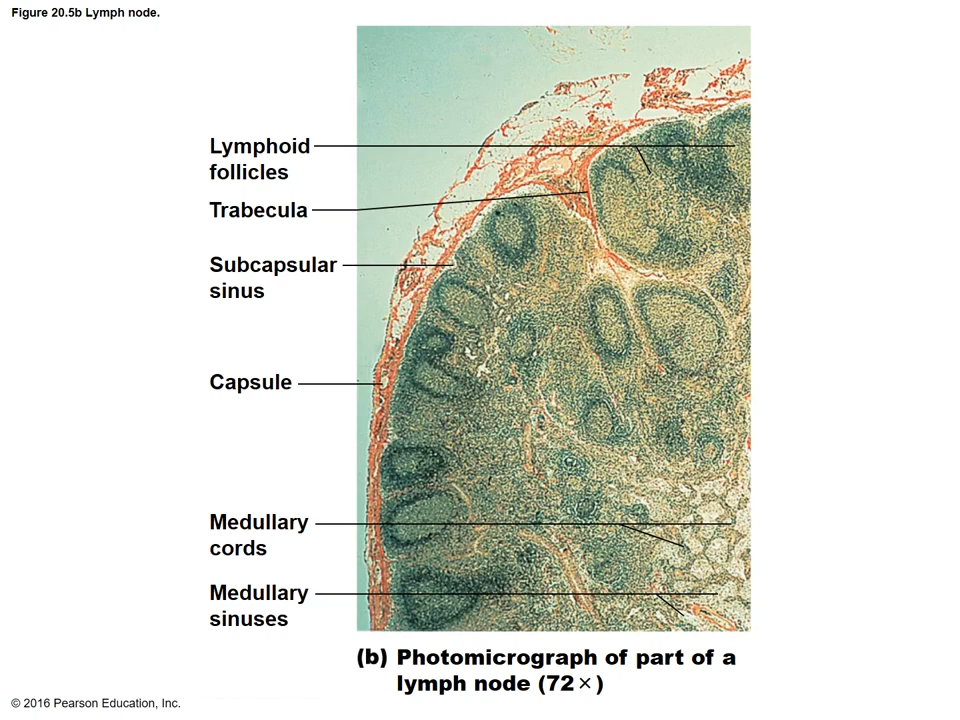 Figure 20.5b Lymph node.
Lymphoid
follicles
Trabecula
Subcapsular
sinus
Capsule
Medullary
cords
Medullary
sinuses
(b) Photomicrograph of part of a
lymph node (72×)
© 2016 Pearson Education, Inc.